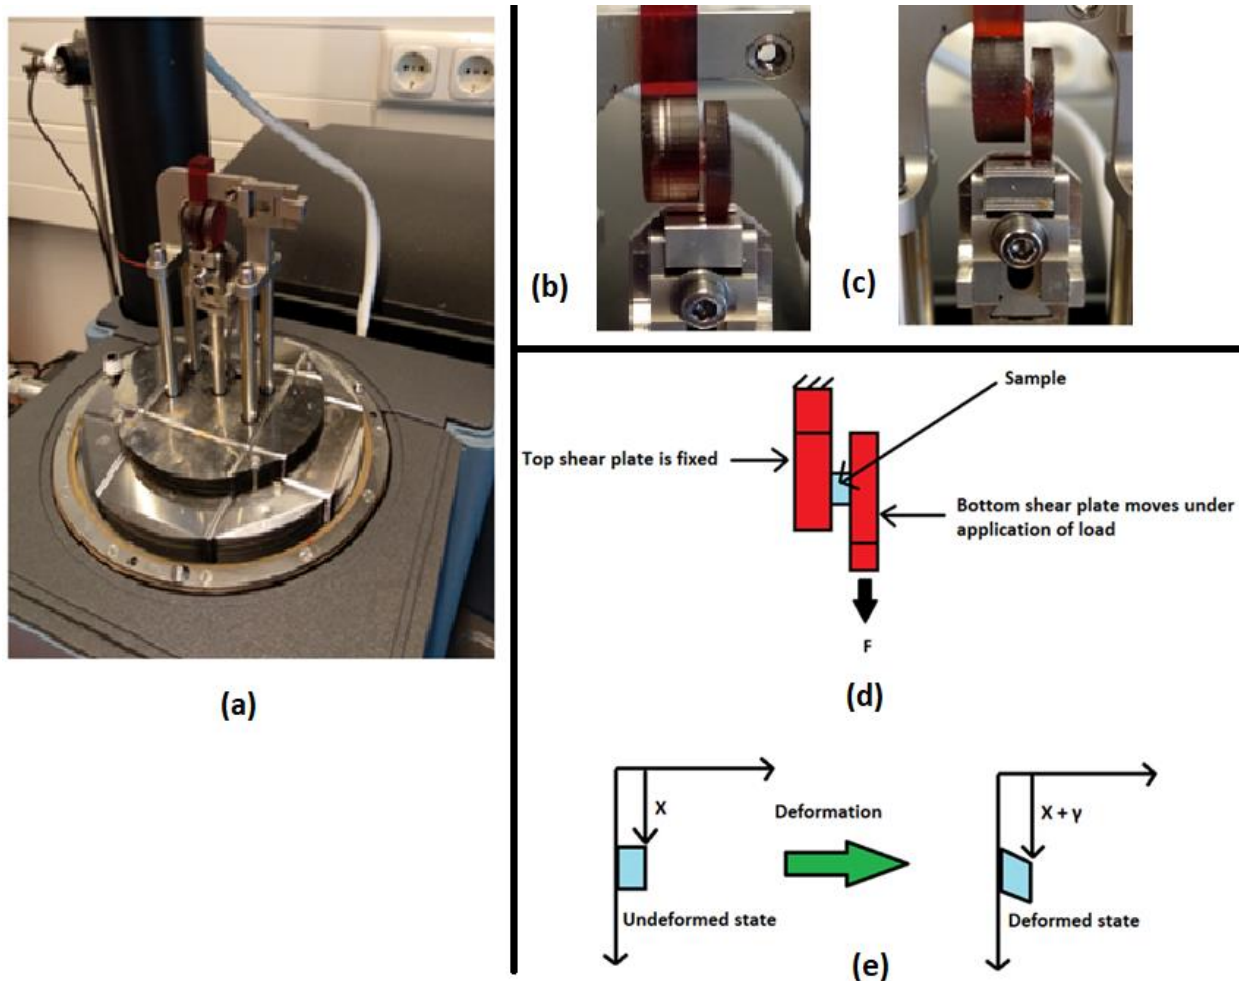 (a)
(b)
(c)
Sample
Top shear plate is fixed
Bottom shear plate moves under
application of load
F
(d)
X
Deformation
X + γ
Undeformed state
Deformed state
(e)